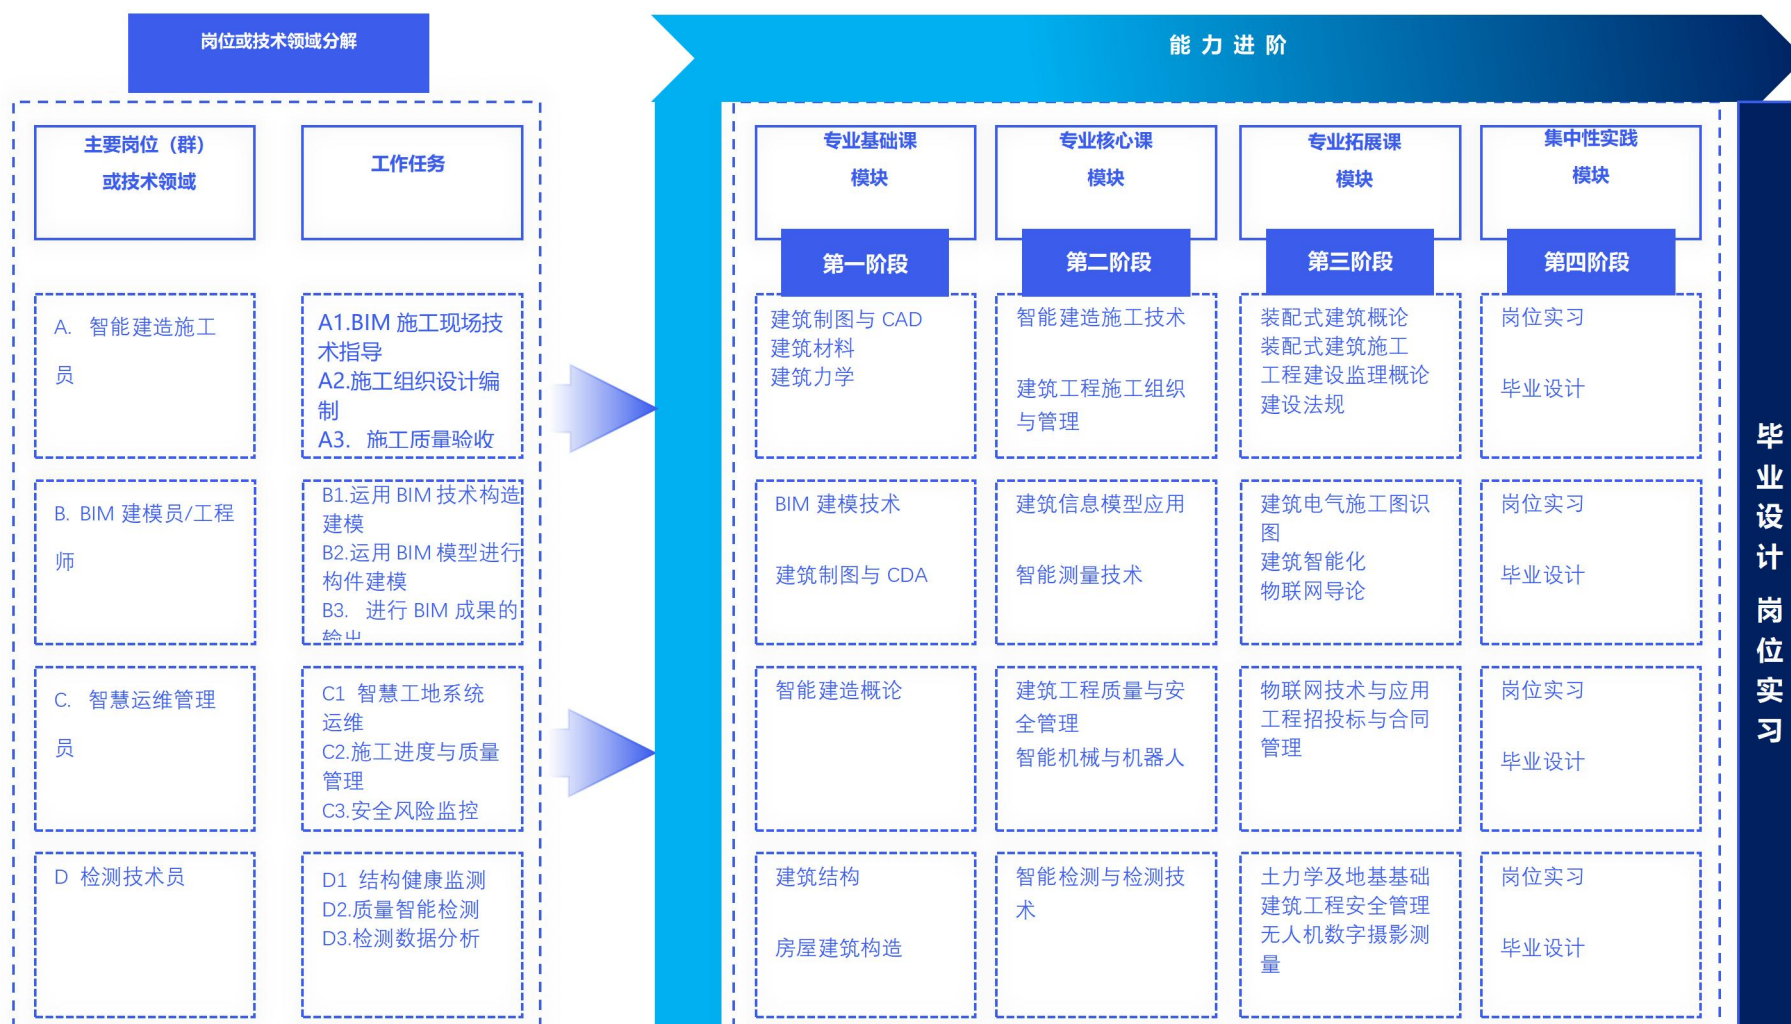 岗位或技术领域分解
能力进阶
主要岗位（群）
或技术领域
工作任务
专业基础课
模块
专业核心课
模块
专业拓展课
模块
集中性实践
模块
第一阶段
第二阶段
第三阶段
第四阶段
A. 智能建造施工
员
A1.BIM 施工现场技
术指导
A2.施工组织设计编
制
A3. 施工质量验收
建筑制图与 CAD
建筑材料
建筑力学
智能建造施工技术
建筑工程施工组织
与管理
装配式建筑概论
装配式建筑施工
工程建设监理概论
建设法规
岗位实习
毕业设计
B. BIM 建模员/工程
师
B1.运用 BIM 技术构造
建模
B2.运用 BIM 模型进行
构件建模
B3. 进行 BIM 成果的
输出
BIM 建模技术
建筑制图与 CDA
建筑信息模型应用
智能测量技术
建筑电气施工图识
图
建筑智能化
物联网导论
岗位实习
毕业设计
C. 智慧运维管理
员
C1 智慧工地系统
运维
C2.施工进度与质量
管理
C3.安全风险监控
智能建造概论
建筑工程质量与安
全管理
智能机械与机器人
物联网技术与应用
工程招投标与合同
管理
岗位实习
毕业设计
D 检测技术员
D1 结构健康监测
D2.质量智能检测
D3.检测数据分析
建筑结构
房屋建筑构造
智能检测与检测技
术
土力学及地基基础
建筑工程安全管理
无人机数字摄影测
量
岗位实习
毕业设计
毕业设计 岗位实习